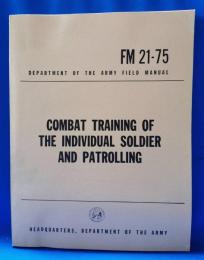 FM 21-75
DEPARTMENT OF THE ARMY FIELD MANUAL
COMBAT TRAINING OF
THE INDIVIDUAL SOLDIER
AND PATROLLING
HEADQUARTERS, DEPARTMENT OF THE ARMY